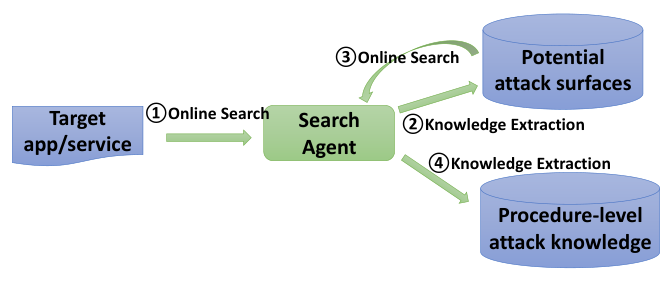 ③Online Search
Potential
attack surfaces
①Online Search
Target
app/service
Search
Agent
②Knowledge Extraction
④Knowledge Extraction
Procedure-level
attack knowledge